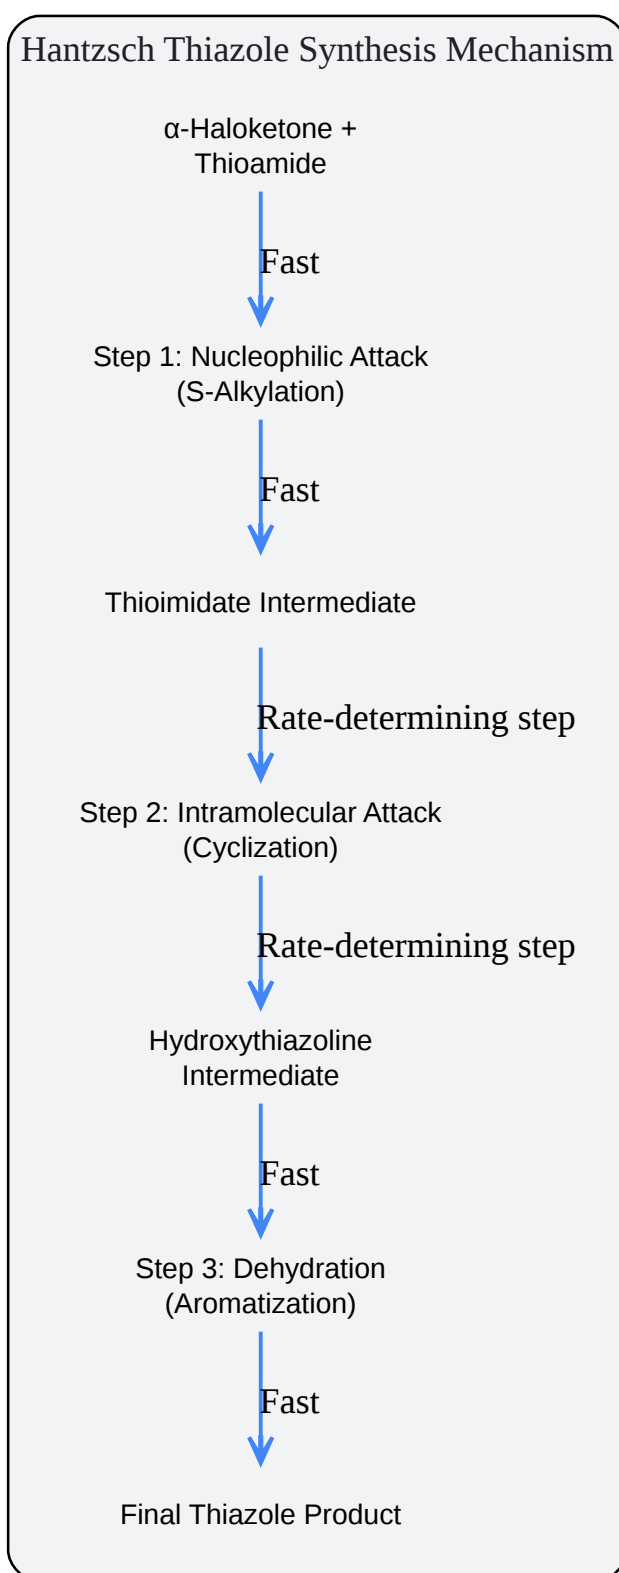 Hantzsch Thiazole Synthesis Mechanism
α-Haloketone +
Thioamide
Fast
Step 1: Nucleophilic Attack
(S-Alkylation)
Fast
Thioimidate Intermediate
Rate-determining step
Step 2: Intramolecular Attack
(Cyclization)
Rate-determining step
Hydroxythiazoline
Intermediate
Fast
Step 3: Dehydration
(Aromatization)
Fast
Final Thiazole Product